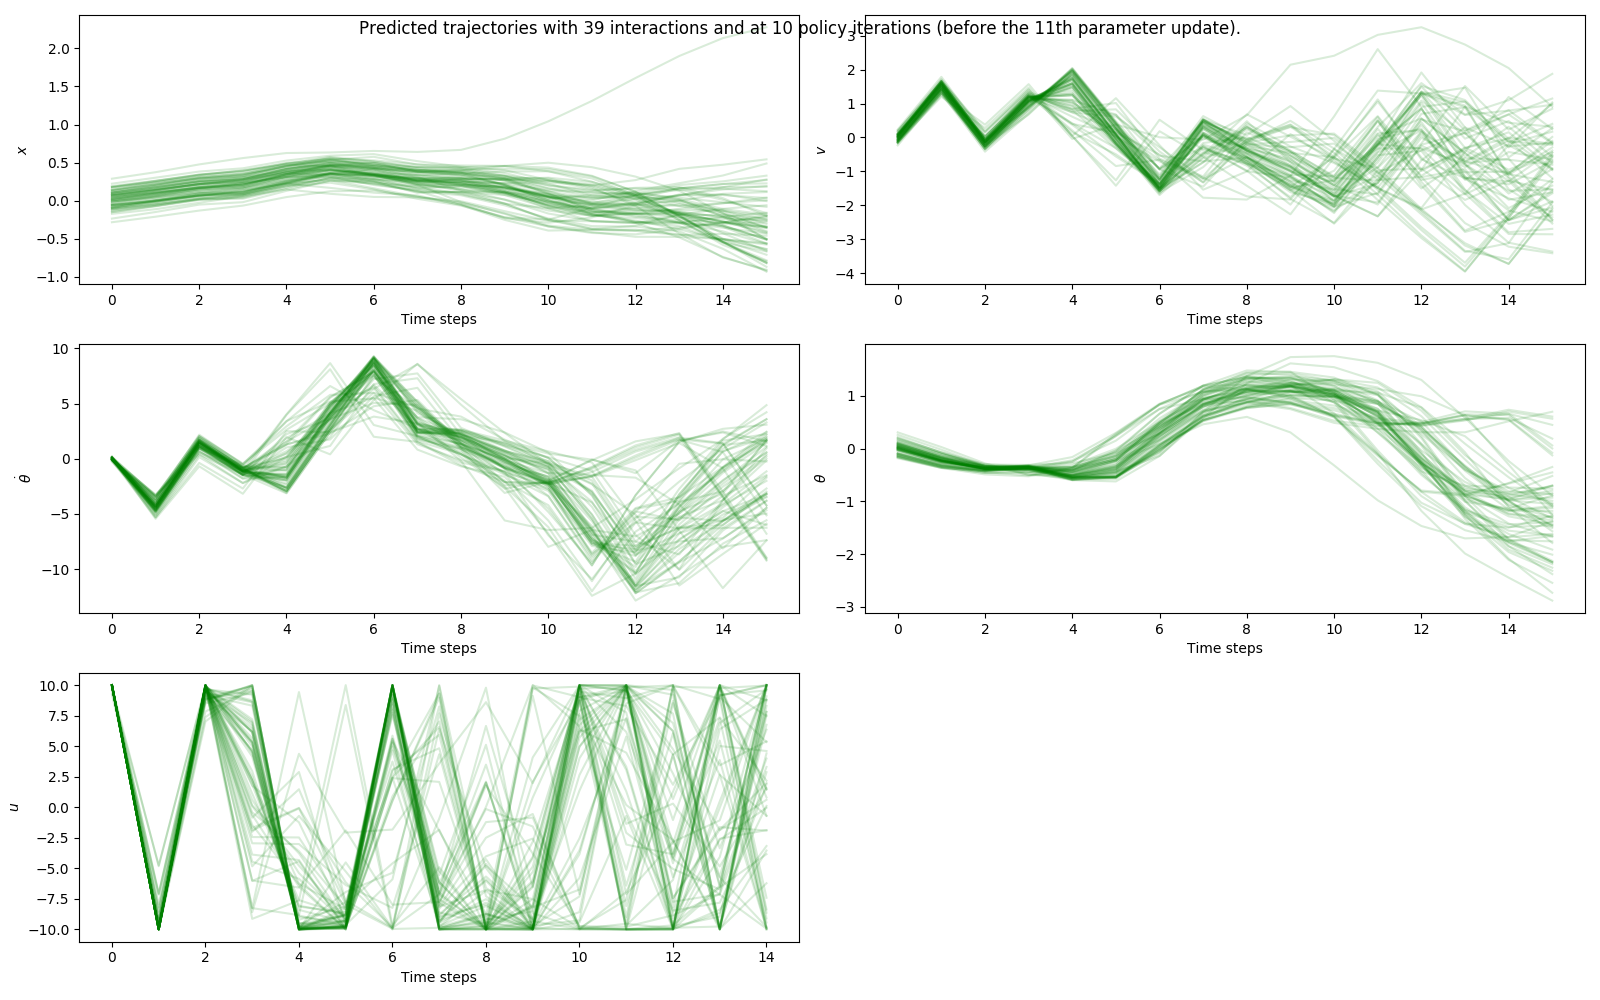 Predicted trajectories with 39 interactions and at 10 policy iterations (before the 11th parameter update).
2.0
1.5
1.0
0.5
0.0
−0.5
−1.0
x
0 2 4 6 8 10 12 14
Time steps
3
2
1
0
−1
−2
−3
−4
v
0 2 4 6 8 10 12 14
Time steps
10
5
0
−5
−10
θ̇
0 2 4 6 8 10 12 14
Time steps
1
0
−1
−2
−3
θ
0 2 4 6 8 10 12 14
Time steps
10.0
7.5
5.0
2.5
0.0
−2.5
−5.0
−7.5
−10.0
u
0 2 4 6 8 10 12 14
Time steps